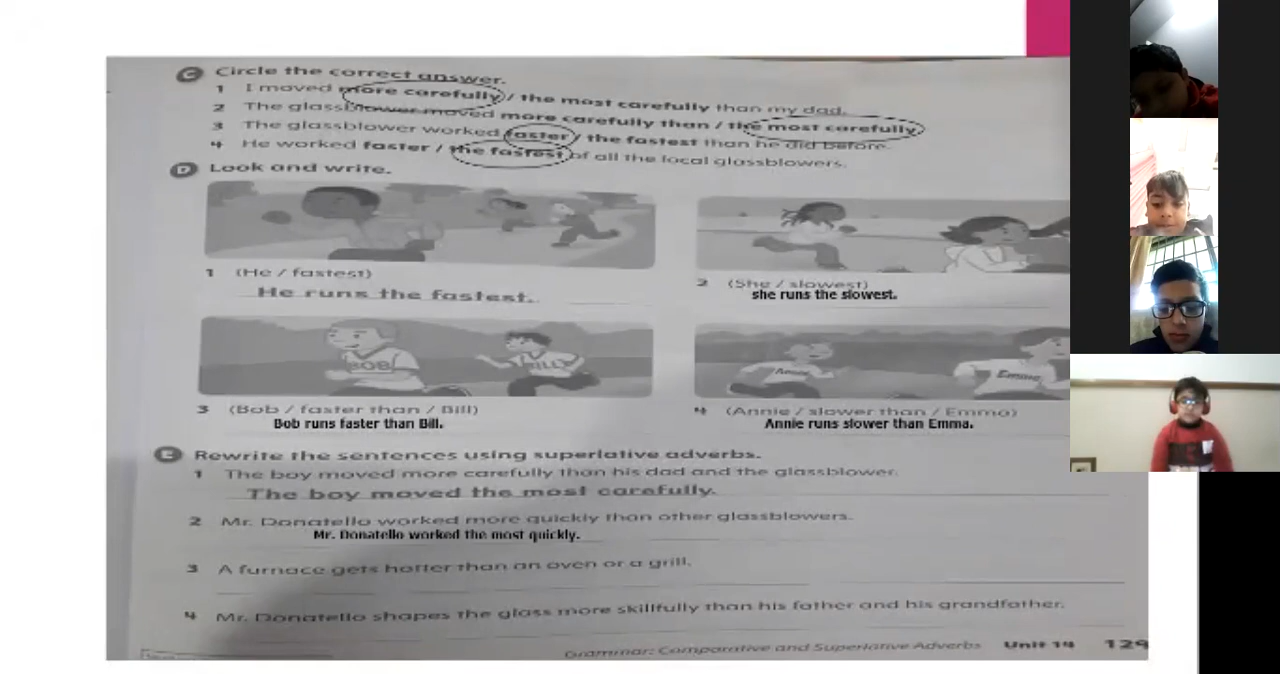 C Circle the correct answer.
1 I moved more carefully / the most carefully than my dad.
2 The glassblower moved more carefully than / the most carefully.
3 The glassblower worked faster / the fastest than he did before.
4 He worked faster / the fastest of all the local glassblowers.
D Look and write.
1 (He / fastest)
He runs the fastest.
2 (She / slowest)
she runs the slowest.
BOB
BILL
Annie
Emma
3 (Bob / faster than / Bill)
Bob runs faster than Bill.
4 (Annie / slower than / Emma)
Annie runs slower than Emma.
E Rewrite the sentences using superlative adverbs.
1 The boy moved more carefully than his dad and the glassblower.
The boy moved the most carefully.
2 Mr. Donatello worked more quickly than other glassblowers.
Mr. Donatello worked the most quickly.
3 A furnace gets hotter than an oven or a grill.
4 Mr. Donatello shapes the glass more skillfully than his father and his grandfather.
Grammar: Comparative and Superlative Adverbs Unit 14 129